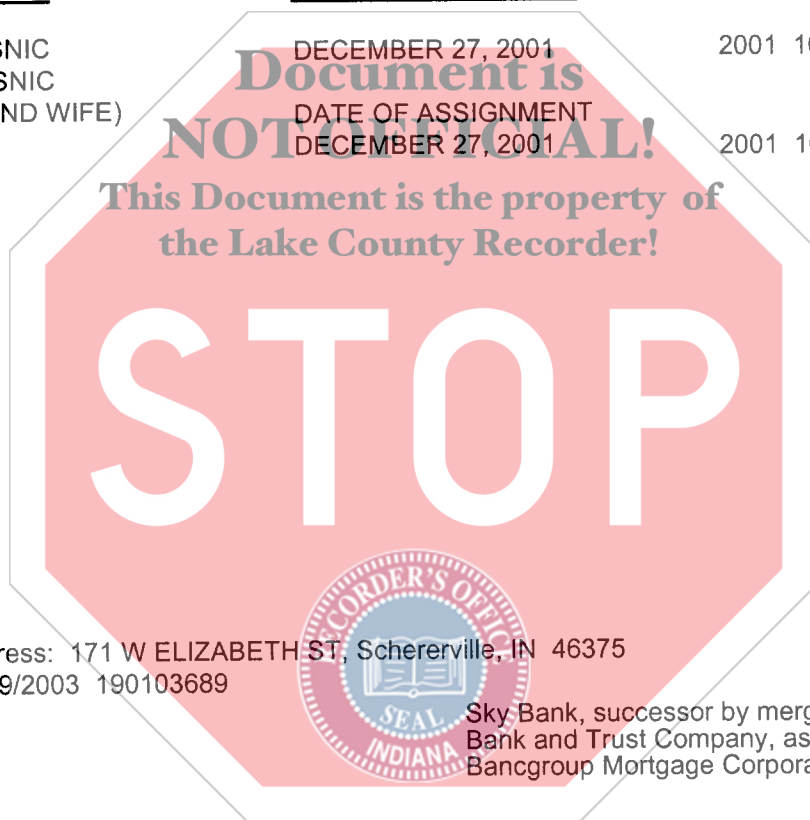 SNIC DECEMBER 27, 2001 2001 10
SNIC
ND WIFE) DATE OF ASSIGNMENT
DECEMBER 27, 2001 2001 10
Document is
NOT OFFICIAL!
This Document is the property of
the Lake County Recorder!
STOP
ress: 171 W ELIZABETH ST, Schererville, IN 46375
9/2003 190103689
RECORDER'S OFFICE
SEAL
INDIANA
Sky Bank, successor by merg
Bank and Trust Company, as
Bancgroup Mortgage Corpora